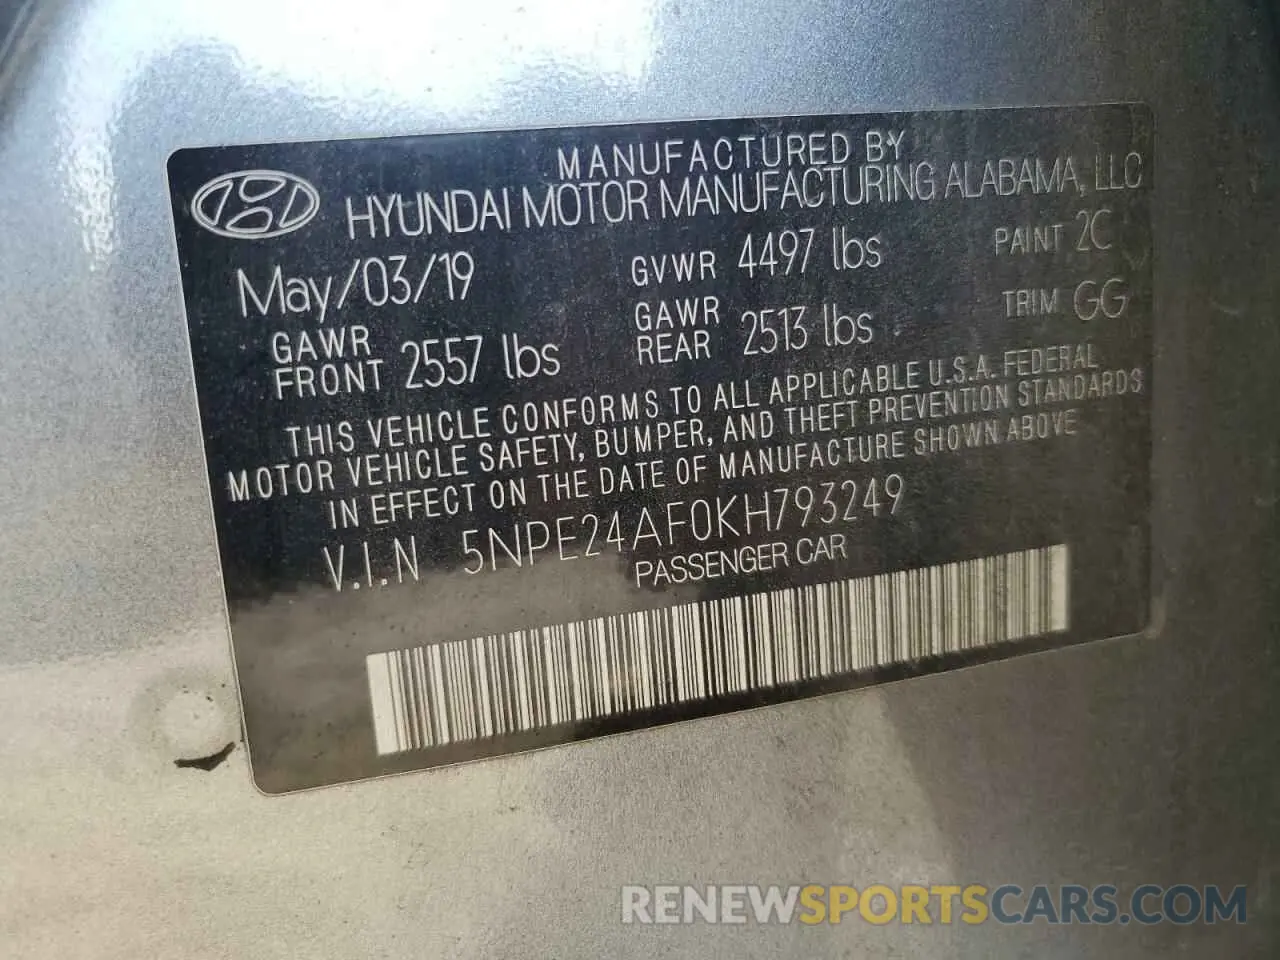 MANUFACTURED BY
HYUNDAI MOTOR MANUFACTURING ALABAMA, LLC
May/03/19 GVWR 4497 lbs PAINT 2C
GAWR FRONT 2557 lbs GAWR REAR 2513 lbs TRIM GG
THIS VEHICLE CONFORMS TO ALL APPLICABLE U.S.A. FEDERAL
MOTOR VEHICLE SAFETY, BUMPER, AND THEFT PREVENTION STANDARDS
IN EFFECT ON THE DATE OF MANUFACTURE SHOWN ABOVE
V.I.N 5NPE24AF0KH793249
PASSENGER CAR
RENEWSPORTSCARS.COM